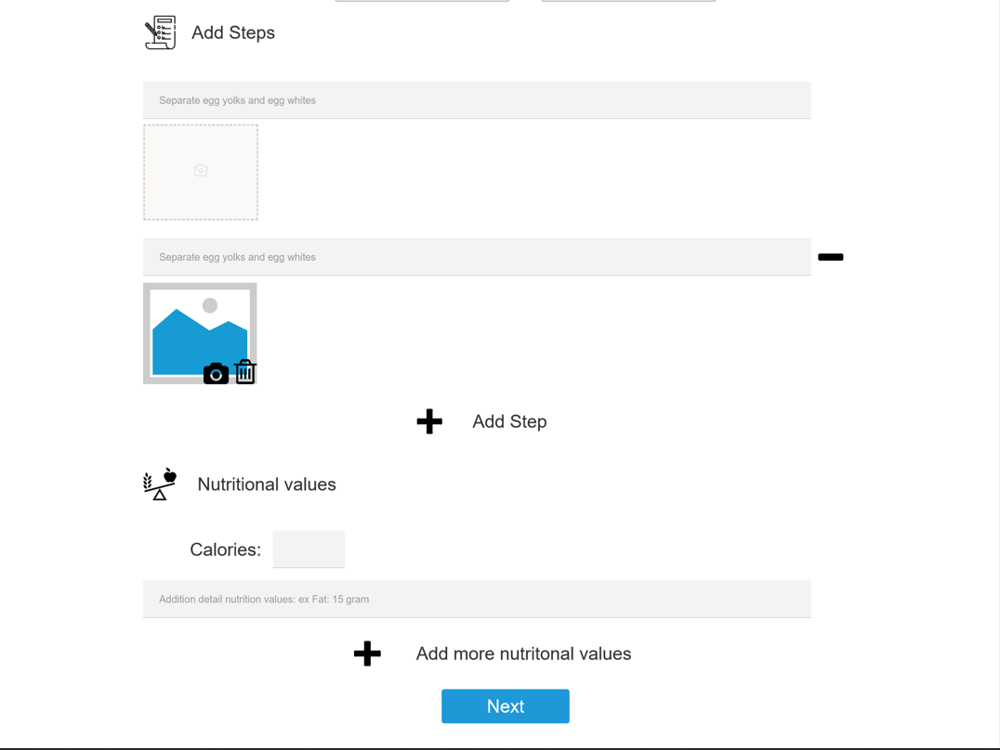 Add Steps
Separate egg yolks and egg whites
Separate egg yolks and egg whites
Add Step
Nutritional values
Calories:
Addition detail nutrition values: ex Fat: 15 gram
Add more nutritonal values
Next